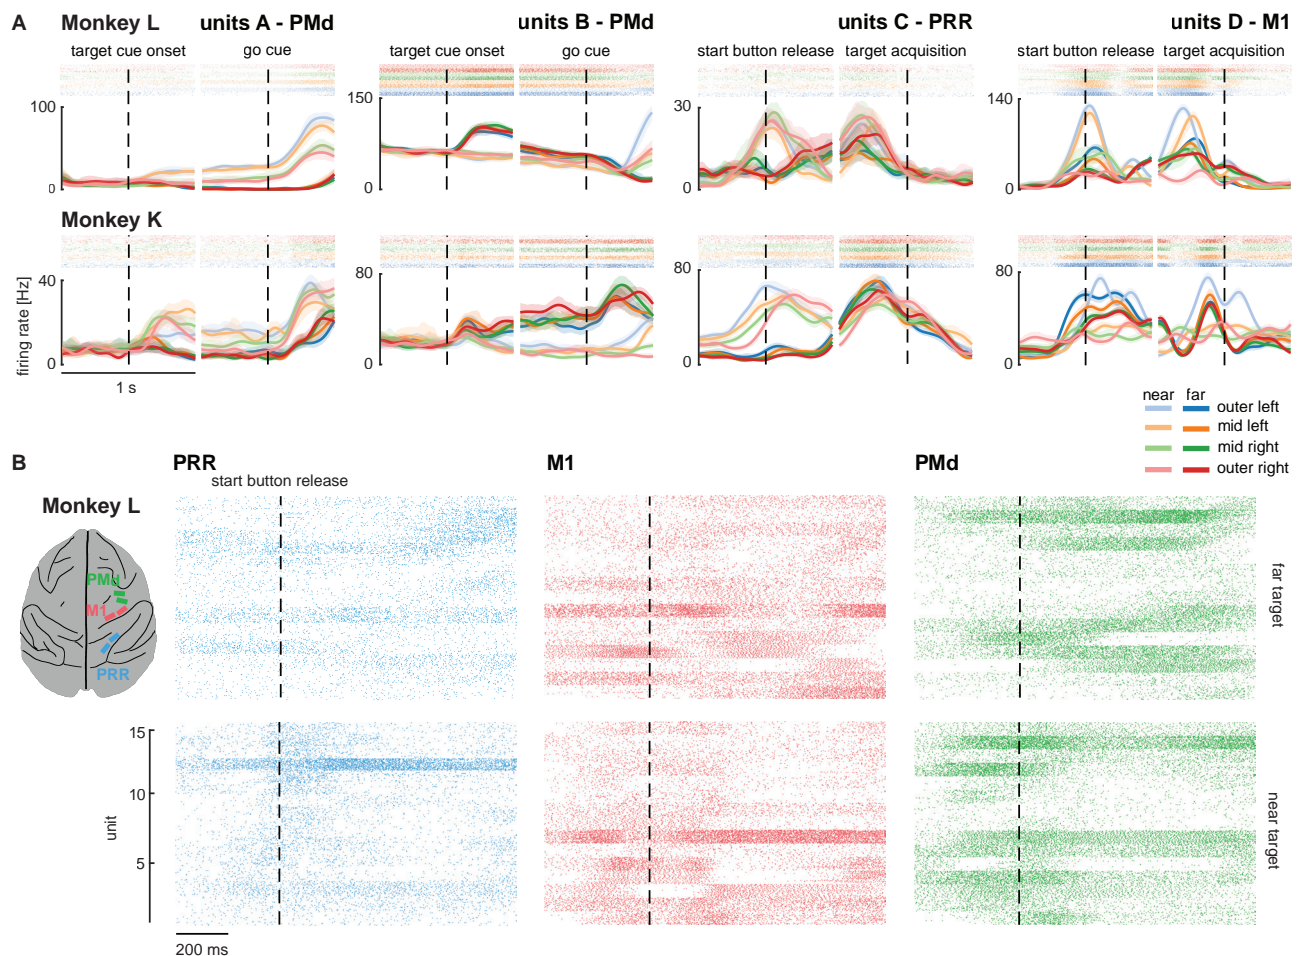 A
Monkey L
units A - PMd
units B - PMd
units C - PRR
units D - M1
target cue onset
go cue
target cue onset
go cue
start button release
target acquisition
start button release
target acquisition
100
0
150
0
30
0
140
0
Monkey K
firing rate [Hz]
40
0
80
0
80
0
80
0
1 s
near far
outer left
mid left
mid right
outer right
B
PRR
M1
PMd
start button release
Monkey L
PMd
M1
PRR
far target
15
10
5
unit
near target
200 ms